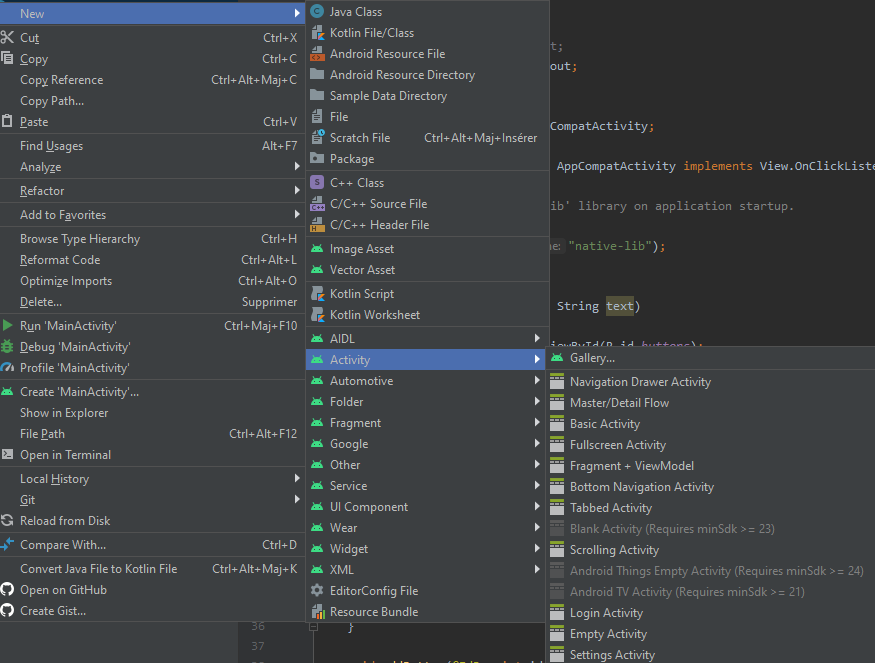 New
Cut Ctrl+X
Copy Ctrl+C
Copy Reference Ctrl+Alt+Maj+C
Copy Path...
Paste Ctrl+V
Find Usages Alt+F7
Analyze
Refactor
Add to Favorites
Browse Type Hierarchy Ctrl+H
Reformat Code Ctrl+Alt+L
Optimize Imports Ctrl+Alt+O
Delete... Supprimer
Run 'MainActivity' Ctrl+Maj+F10
Debug 'MainActivity'
Profile 'MainActivity'
Create 'MainActivity'...
Show in Explorer
File Path Ctrl+Alt+F12
Open in Terminal
Local History
Git
Reload from Disk
Compare With... Ctrl+D
Convert Java File to Kotlin File Ctrl+Alt+Maj+K
Open on GitHub
Create Gist...
Java Class
Kotlin File/Class
Android Resource File
Android Resource Directory
Sample Data Directory
File
Scratch File Ctrl+Alt+Maj+Insérer
Package
C++ Class
C/C++ Source File
C/C++ Header File
Image Asset
Vector Asset
Kotlin Script
Kotlin Worksheet
AIDL
Activity
Automotive
Folder
Fragment
Google
Other
Service
UI Component
Wear
Widget
XML
EditorConfig File
Resource Bundle
Gallery...
Navigation Drawer Activity
Master/Detail Flow
Basic Activity
Fullscreen Activity
Fragment + ViewModel
Bottom Navigation Activity
Tabbed Activity
Blank Activity (Requires minSdk >= 23)
Scrolling Activity
Android Things Empty Activity (Requires minSdk >= 24)
Android TV Activity (Requires minSdk >= 21)
Login Activity
Empty Activity
Settings Activity
t;
out;
CompatActivity;
AppCompatActivity implements View.OnClickListe
ib' library on application startup.
"native-lib");
String text)
36 }
37